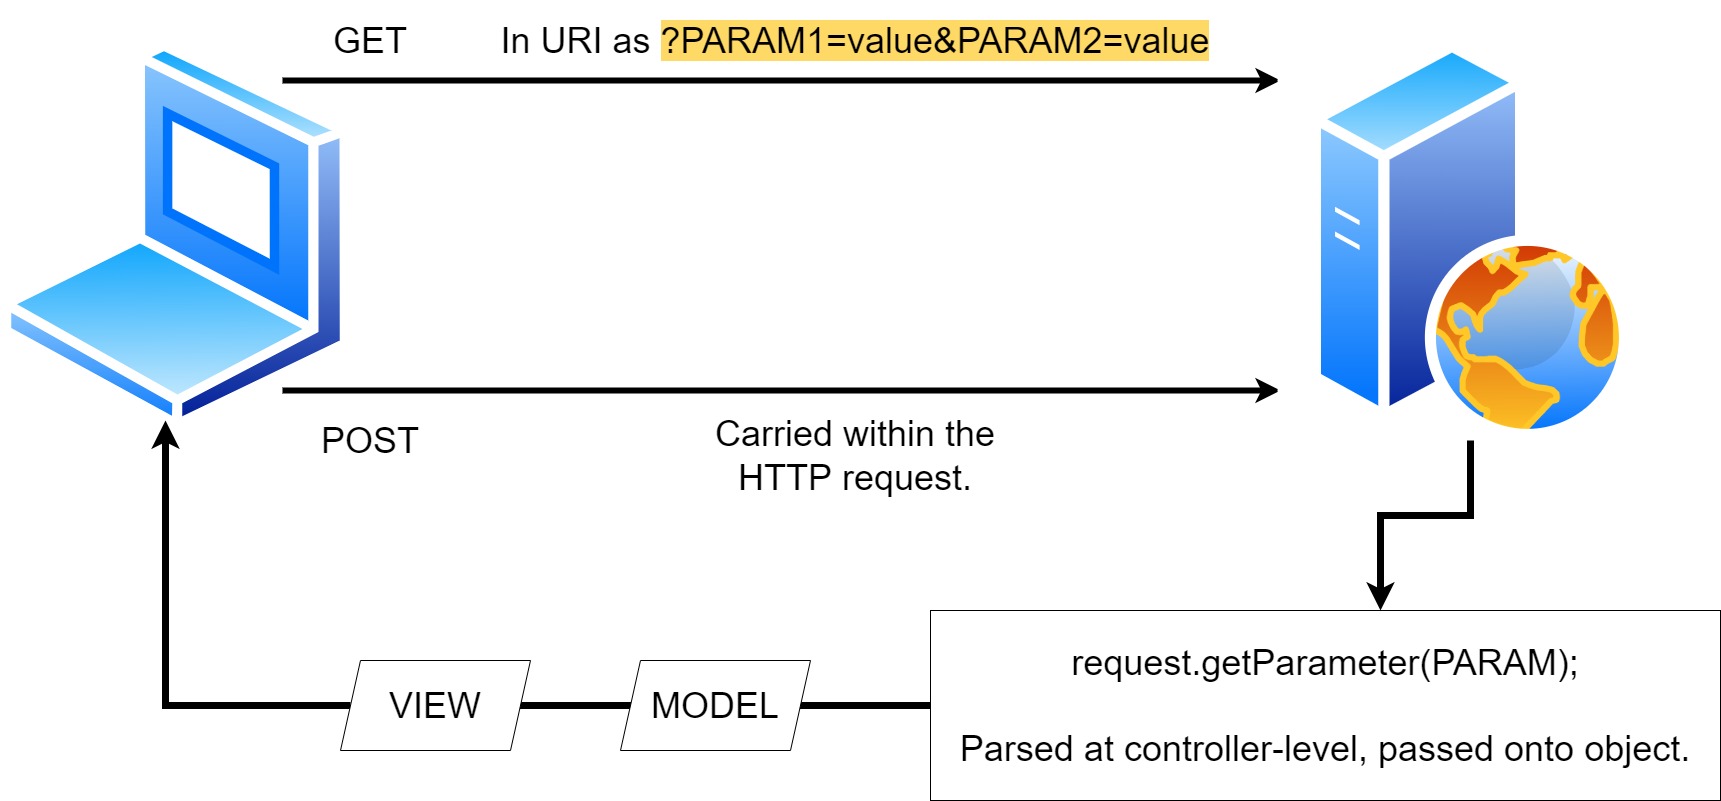 GET In URI as ?PARAM1=value&PARAM2=value
POST
Carried within the
HTTP request.
request.getParameter(PARAM);
Parsed at controller-level, passed onto object.
VIEW
MODEL